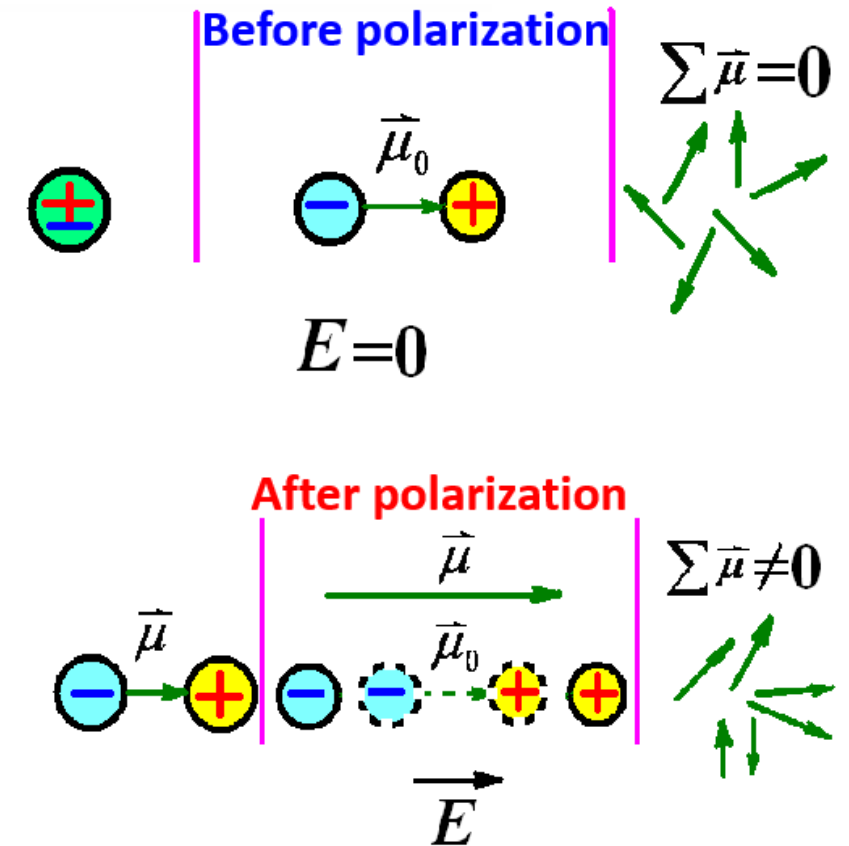 Before polarization
∑μ⃗=0
μ⃗₀
±
−
+
E=0
After polarization
∑μ⃗≠0
μ⃗
μ⃗
μ⃗₀
−
+
−
−
+
+
E